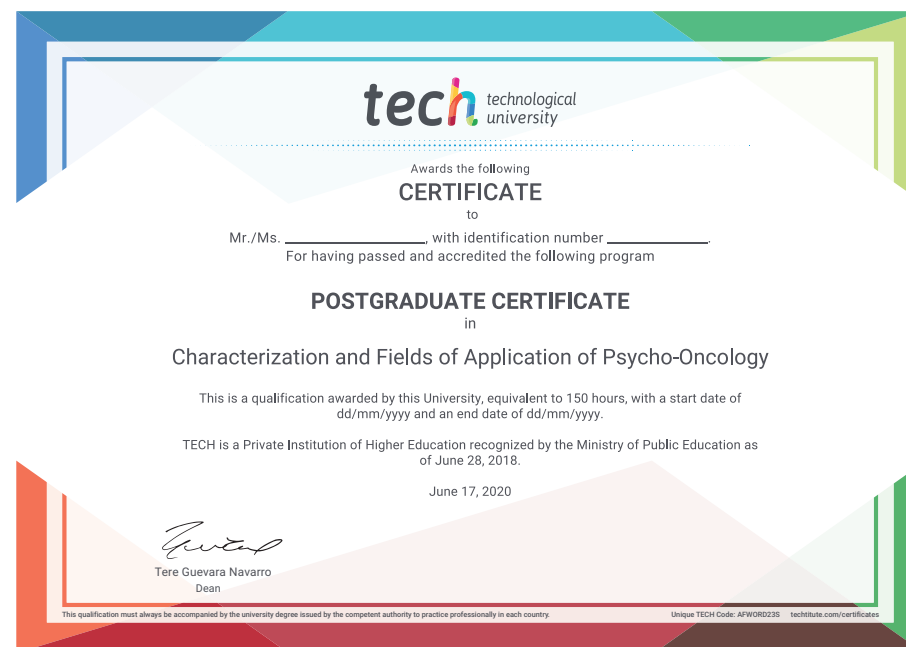 tech technological
university
Awards the following
CERTIFICATE
to
Mr./Ms. ____________________, with identification number ______________.
For having passed and accredited the following program
POSTGRADUATE CERTIFICATE
in
Characterization and Fields of Application of Psycho-Oncology
This is a qualification awarded by this University, equivalent to 150 hours, with a start date of
dd/mm/yyyy and an end date of dd/mm/yyyy.
TECH is a Private Institution of Higher Education recognized by the Ministry of Public Education as
of June 28, 2018.
June 17, 2020
Tere Guevara Navarro
Dean
This qualification must always be accompanied by the university degree issued by the competent authority to practice professionally in each country.
Unique TECH Code: AFWORD23S techtitute.com/certificates